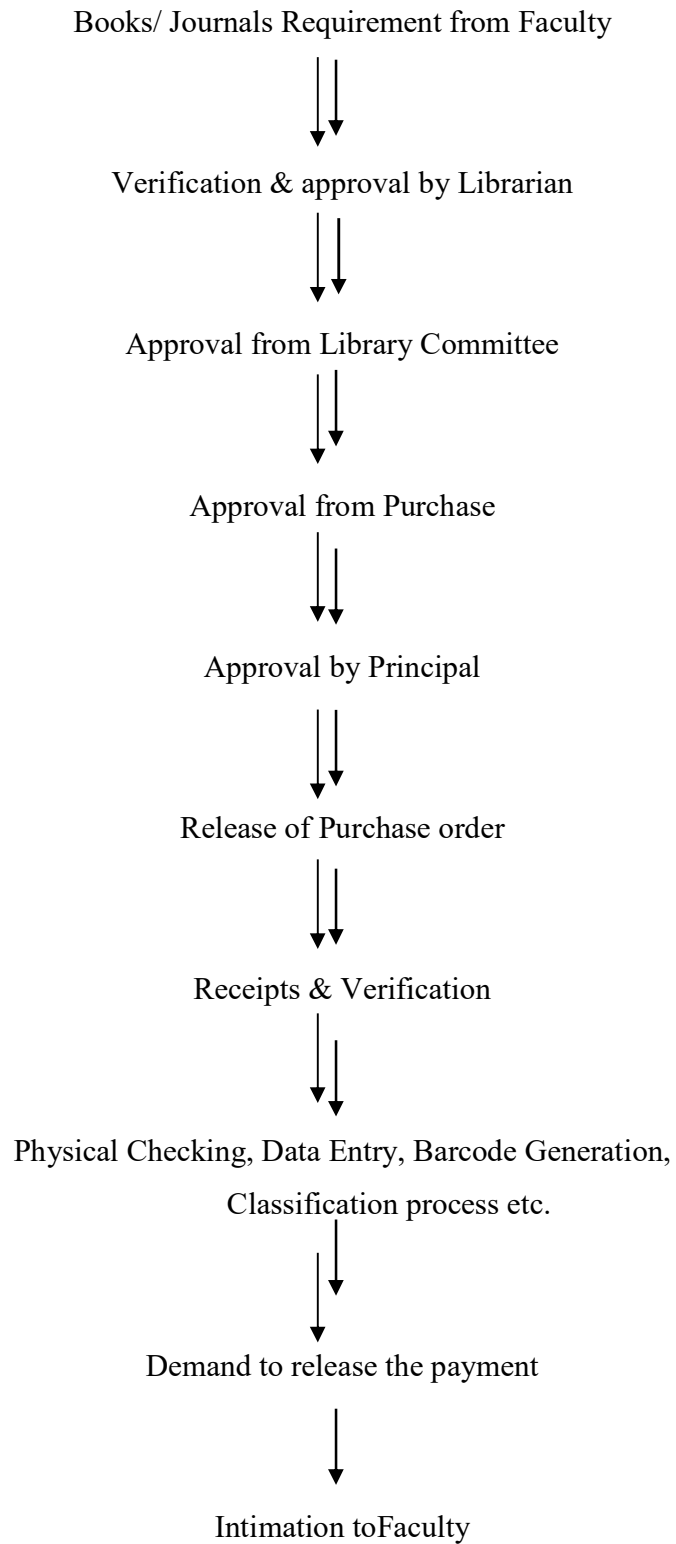 Books/ Journals Requirement from Faculty
Verification & approval by Librarian
Approval from Library Committee
Approval from Purchase
Approval by Principal
Release of Purchase order
Receipts & Verification
Physical Checking, Data Entry, Barcode Generation,
Classification process etc.
Demand to release the payment
Intimation toFaculty